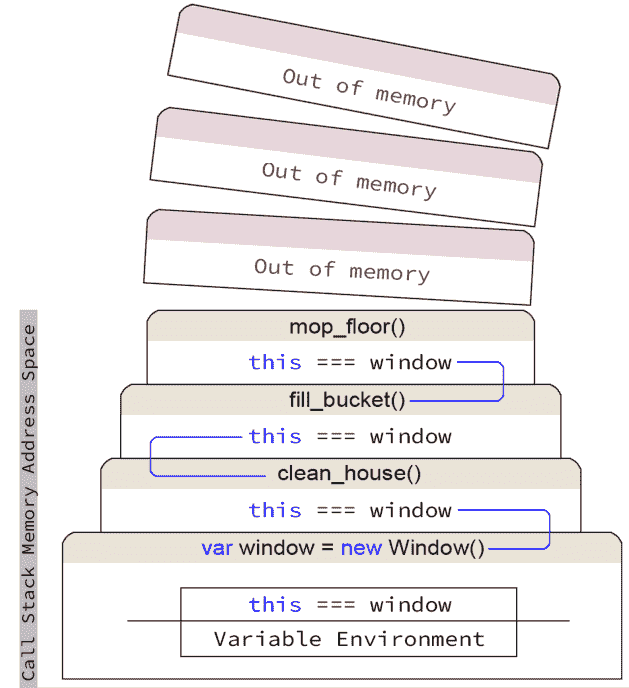 Out of memory
Out of memory
Out of memory
mop_floor()
this === window
fill_bucket()
this === window
clean_house()
this === window
var window = new Window()
this === window
Variable Environment
Call Stack Memory Address Space